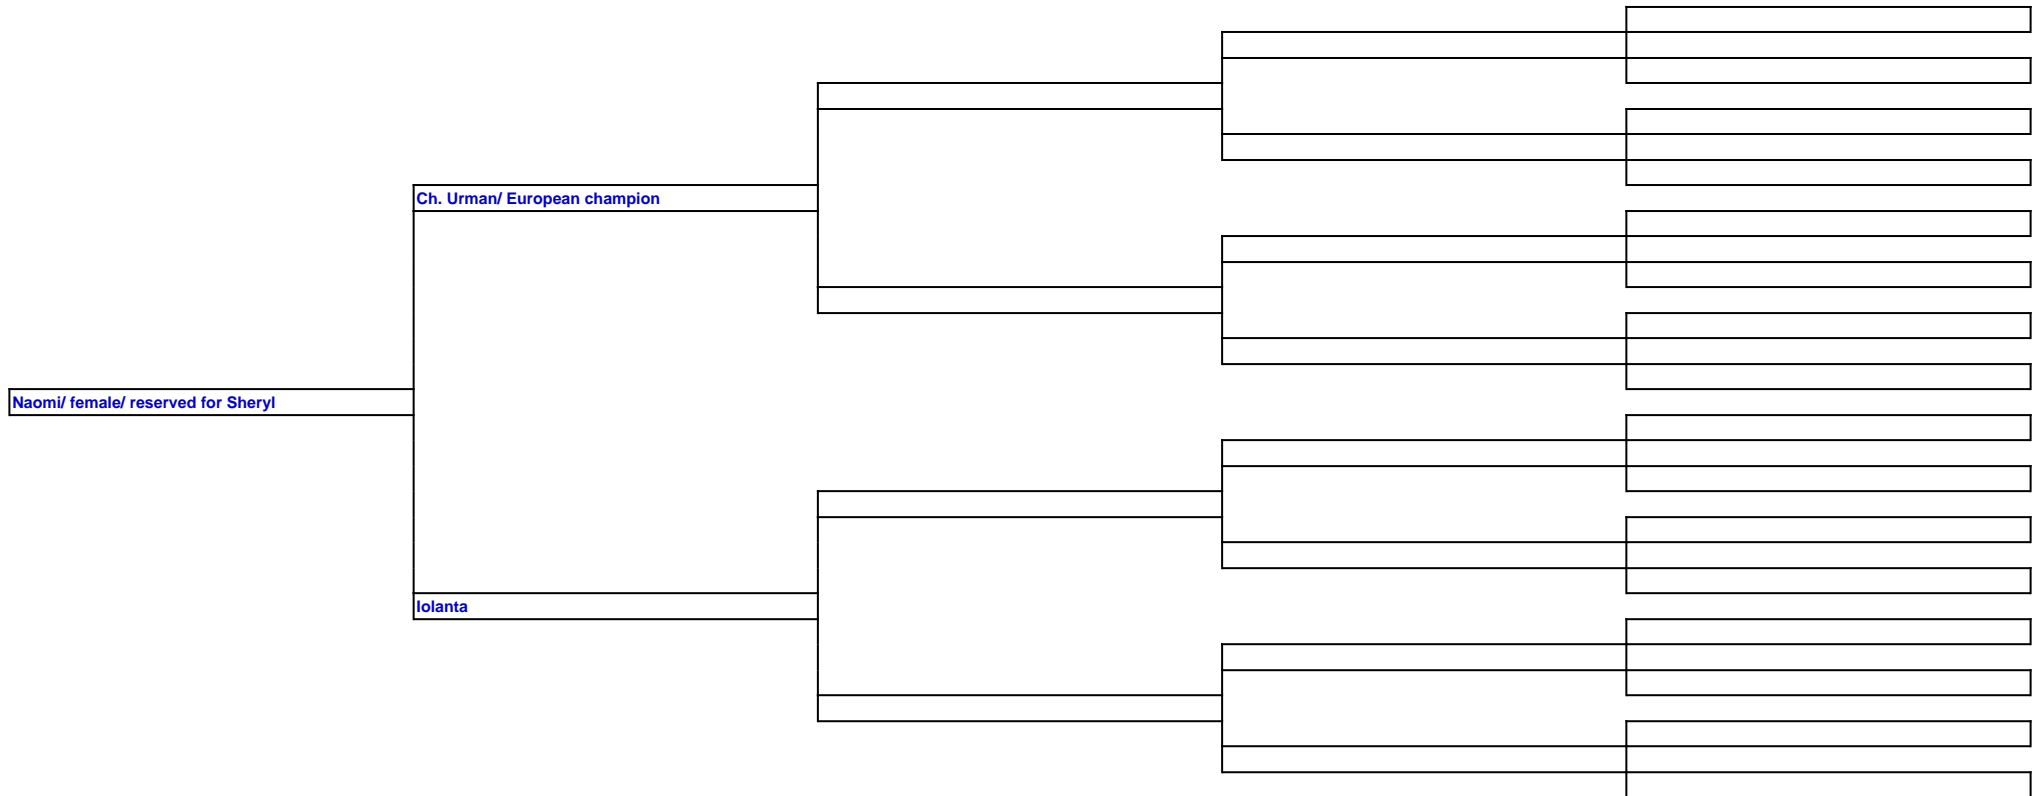 Ch. Urman/ European champion
Naomi/ female/ reserved for Sheryl
Iolanta